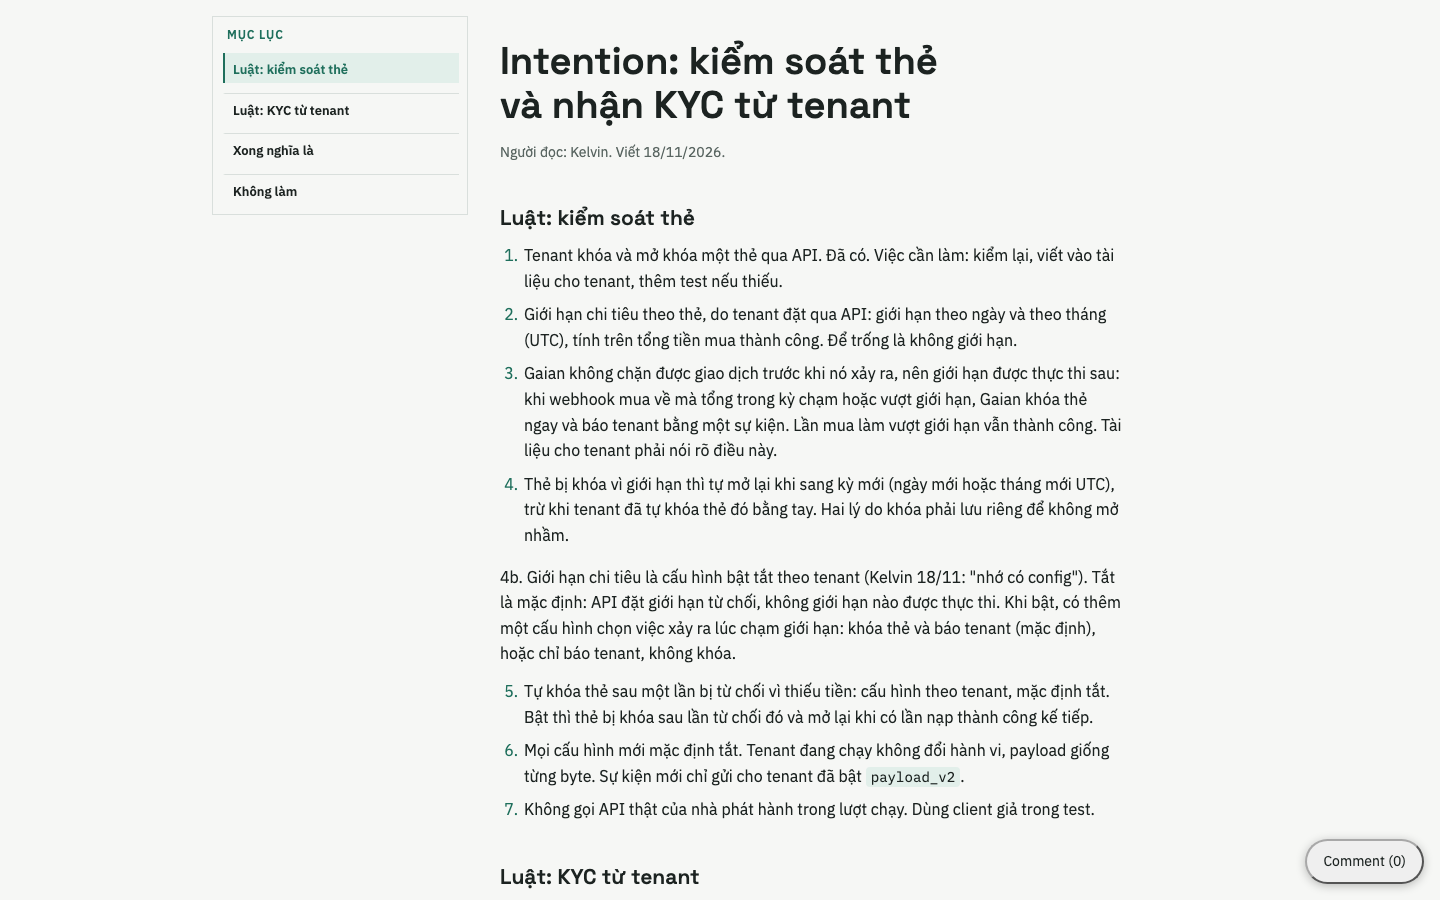 MỤC LỤC
Luật: kiểm soát thẻ
Luật: KYC từ tenant
Xong nghĩa là
Không làm
Intention: kiểm soát thẻ
và nhận KYC từ tenant
Người đọc: Kelvin. Viết 18/11/2026.
Luật: kiểm soát thẻ
1. Tenant khóa và mở khóa một thẻ qua API. Đã có. Việc cần làm: kiểm lại, viết vào tài
liệu cho tenant, thêm test nếu thiếu.
2. Giới hạn chi tiêu theo thẻ, do tenant đặt qua API: giới hạn theo ngày và theo tháng
(UTC), tính trên tổng tiền mua thành công. Để trống là không giới hạn.
3. Gaian không chặn được giao dịch trước khi nó xảy ra, nên giới hạn được thực thi sau:
khi webhook mua về mà tổng trong kỳ chạm hoặc vượt giới hạn, Gaian khóa thẻ
ngay và báo tenant bằng một sự kiện. Lần mua làm vượt giới hạn vẫn thành công. Tài
liệu cho tenant phải nói rõ điều này.
4. Thẻ bị khóa vì giới hạn thì tự mở lại khi sang kỳ mới (ngày mới hoặc tháng mới UTC),
trừ khi tenant đã tự khóa thẻ đó bằng tay. Hai lý do khóa phải lưu riêng để không mở
nhầm.
4b. Giới hạn chi tiêu là cấu hình bật tắt theo tenant (Kelvin 18/11: "nhớ có config"). Tắt
là mặc định: API đặt giới hạn từ chối, không giới hạn nào được thực thi. Khi bật, có thêm
một cấu hình chọn việc xảy ra lúc chạm giới hạn: khóa thẻ và báo tenant (mặc định),
hoặc chỉ báo tenant, không khóa.
5. Tự khóa thẻ sau một lần bị từ chối vì thiếu tiền: cấu hình theo tenant, mặc định tắt.
Bật thì thẻ bị khóa sau lần từ chối đó và mở lại khi có lần nạp thành công kế tiếp.
6. Mọi cấu hình mới mặc định tắt. Tenant đang chạy không đổi hành vi, payload giống
từng byte. Sự kiện mới chỉ gửi cho tenant đã bật payload_v2.
7. Không gọi API thật của nhà phát hành trong lượt chạy. Dùng client giả trong test.
Luật: KYC từ tenant
Comment (0)